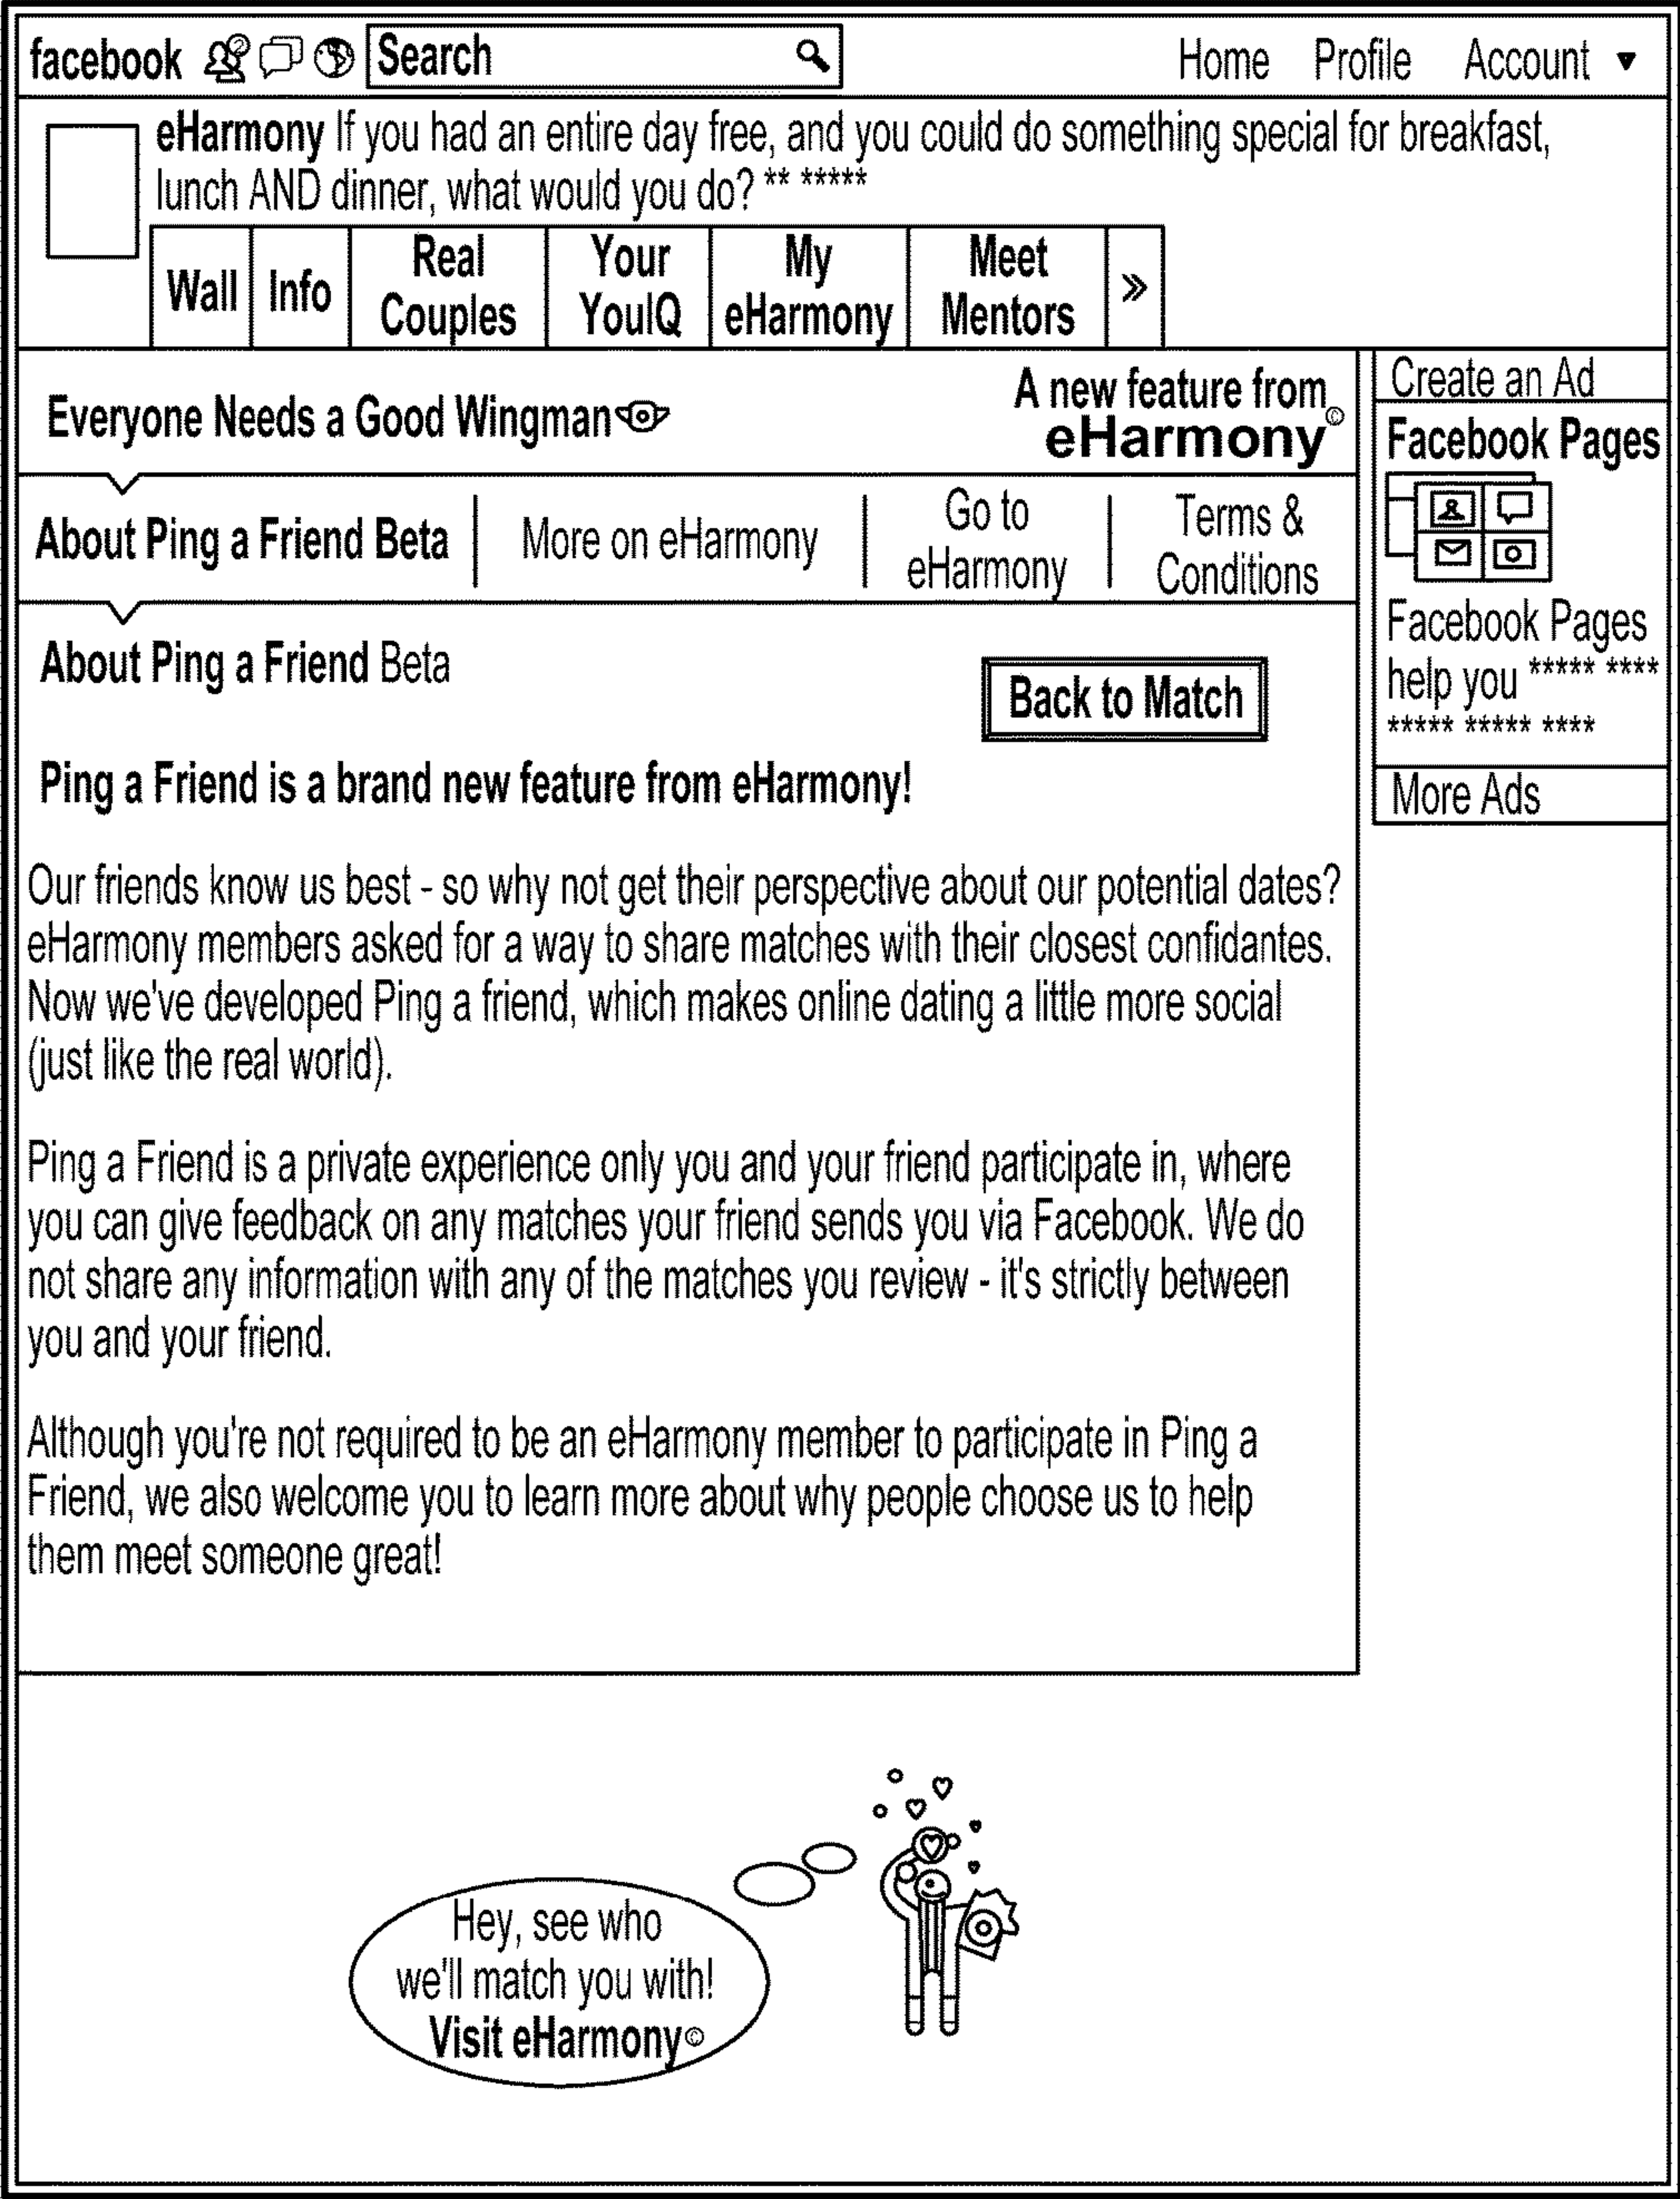 facebook Search Home Profile Account
eHarmony If you had an entire day free, and you could do something special for breakfast,
lunch AND dinner, what would you do? ** *****
Wall Info Real Couples Your YouIQ My eHarmony Meet Mentors »
Everyone Needs a Good Wingman
A new feature from
eHarmony©
About Ping a Friend Beta More on eHarmony Go to eHarmony Terms & Conditions
About Ping a Friend Beta
Back to Match
Ping a Friend is a brand new feature from eHarmony!
Our friends know us best - so why not get their perspective about our potential dates?
eHarmony members asked for a way to share matches with their closest confidantes.
Now we've developed Ping a friend, which makes online dating a little more social
(just like the real world).
Ping a Friend is a private experience only you and your friend participate in, where
you can give feedback on any matches your friend sends you via Facebook. We do
not share any information with any of the matches you review - it's strictly between
you and your friend.
Although you're not required to be an eHarmony member to participate in Ping a
Friend, we also welcome you to learn more about why people choose us to help
them meet someone great!
Create an Ad
Facebook Pages
Facebook Pages
help you ***** ****
***** ***** ****
More Ads
Hey, see who
we'll match you with!
Visit eHarmony©